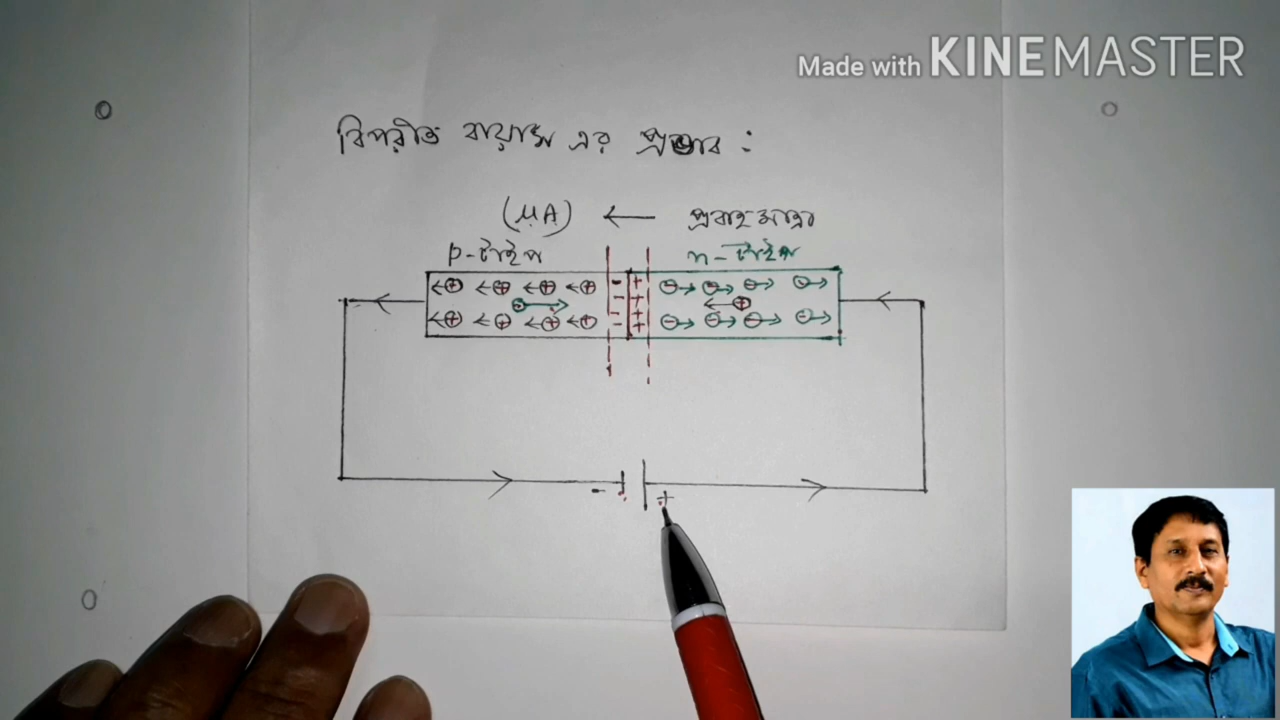 Made with KINEMASTER
বিপরীত বায়াস এর প্রভাব :
(μA) ← প্রবাহমাত্রা
p-টাইপ n-টাইপ
- +